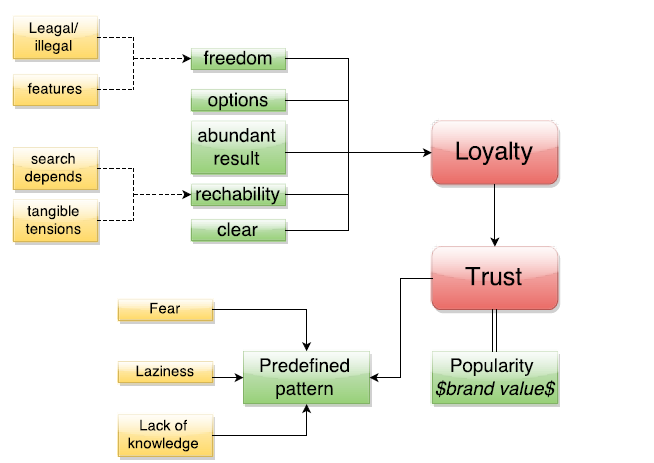 Leagal/
illegal
features
search
depends
tangible
tensions
freedom
options
abundant
result
rechability
clear
Loyalty
Trust
Popularity
$brand value$
Fear
Laziness
Lack of
knowledge
Predefined
pattern